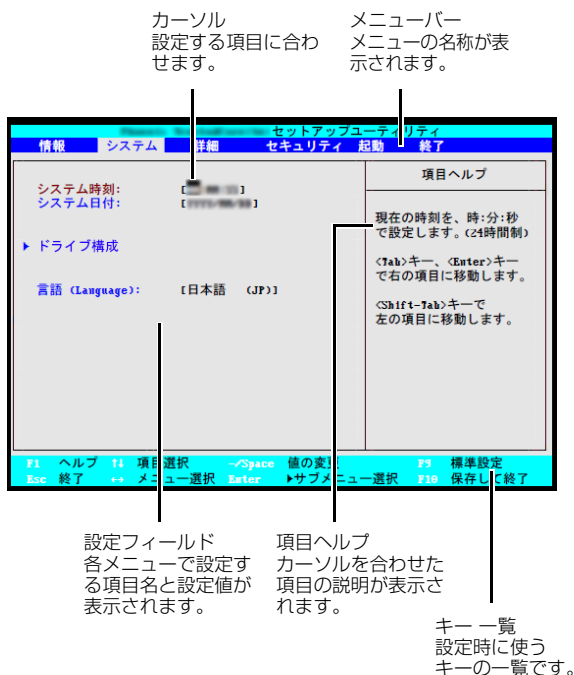 カーソル
設定する項目に合わ
せます。
メニューバー
メニューの名称が表
示されます。
セットアップユーティリティ
情報 システム 詳細 セキュリティ 起動 終了
システム時刻:
システム日付:
▶ ドライブ構成
言語 (Language): [日本語 (JP)]
項目ヘルプ
現在の時刻を、時:分:秒
で設定します。(24時間制)
<Tab>キー、<Enter>キー
で右の項目に移動します。
<Shift-Tab>キーで
左の項目に移動します。
F1 ヘルプ ↑↓ 項目選択 -/Space 値の変更 F9 標準設定
Esc 終了 ↔ メニュー選択 Enter ▶サブメニュー選択 F10 保存して終了
設定フィールド
各メニューで設定す
る項目名と設定値が
表示されます。
項目ヘルプ
カーソルを合わせた
項目の説明が表示さ
れます。
キー 一覧
設定時に使う
キーの一覧です。